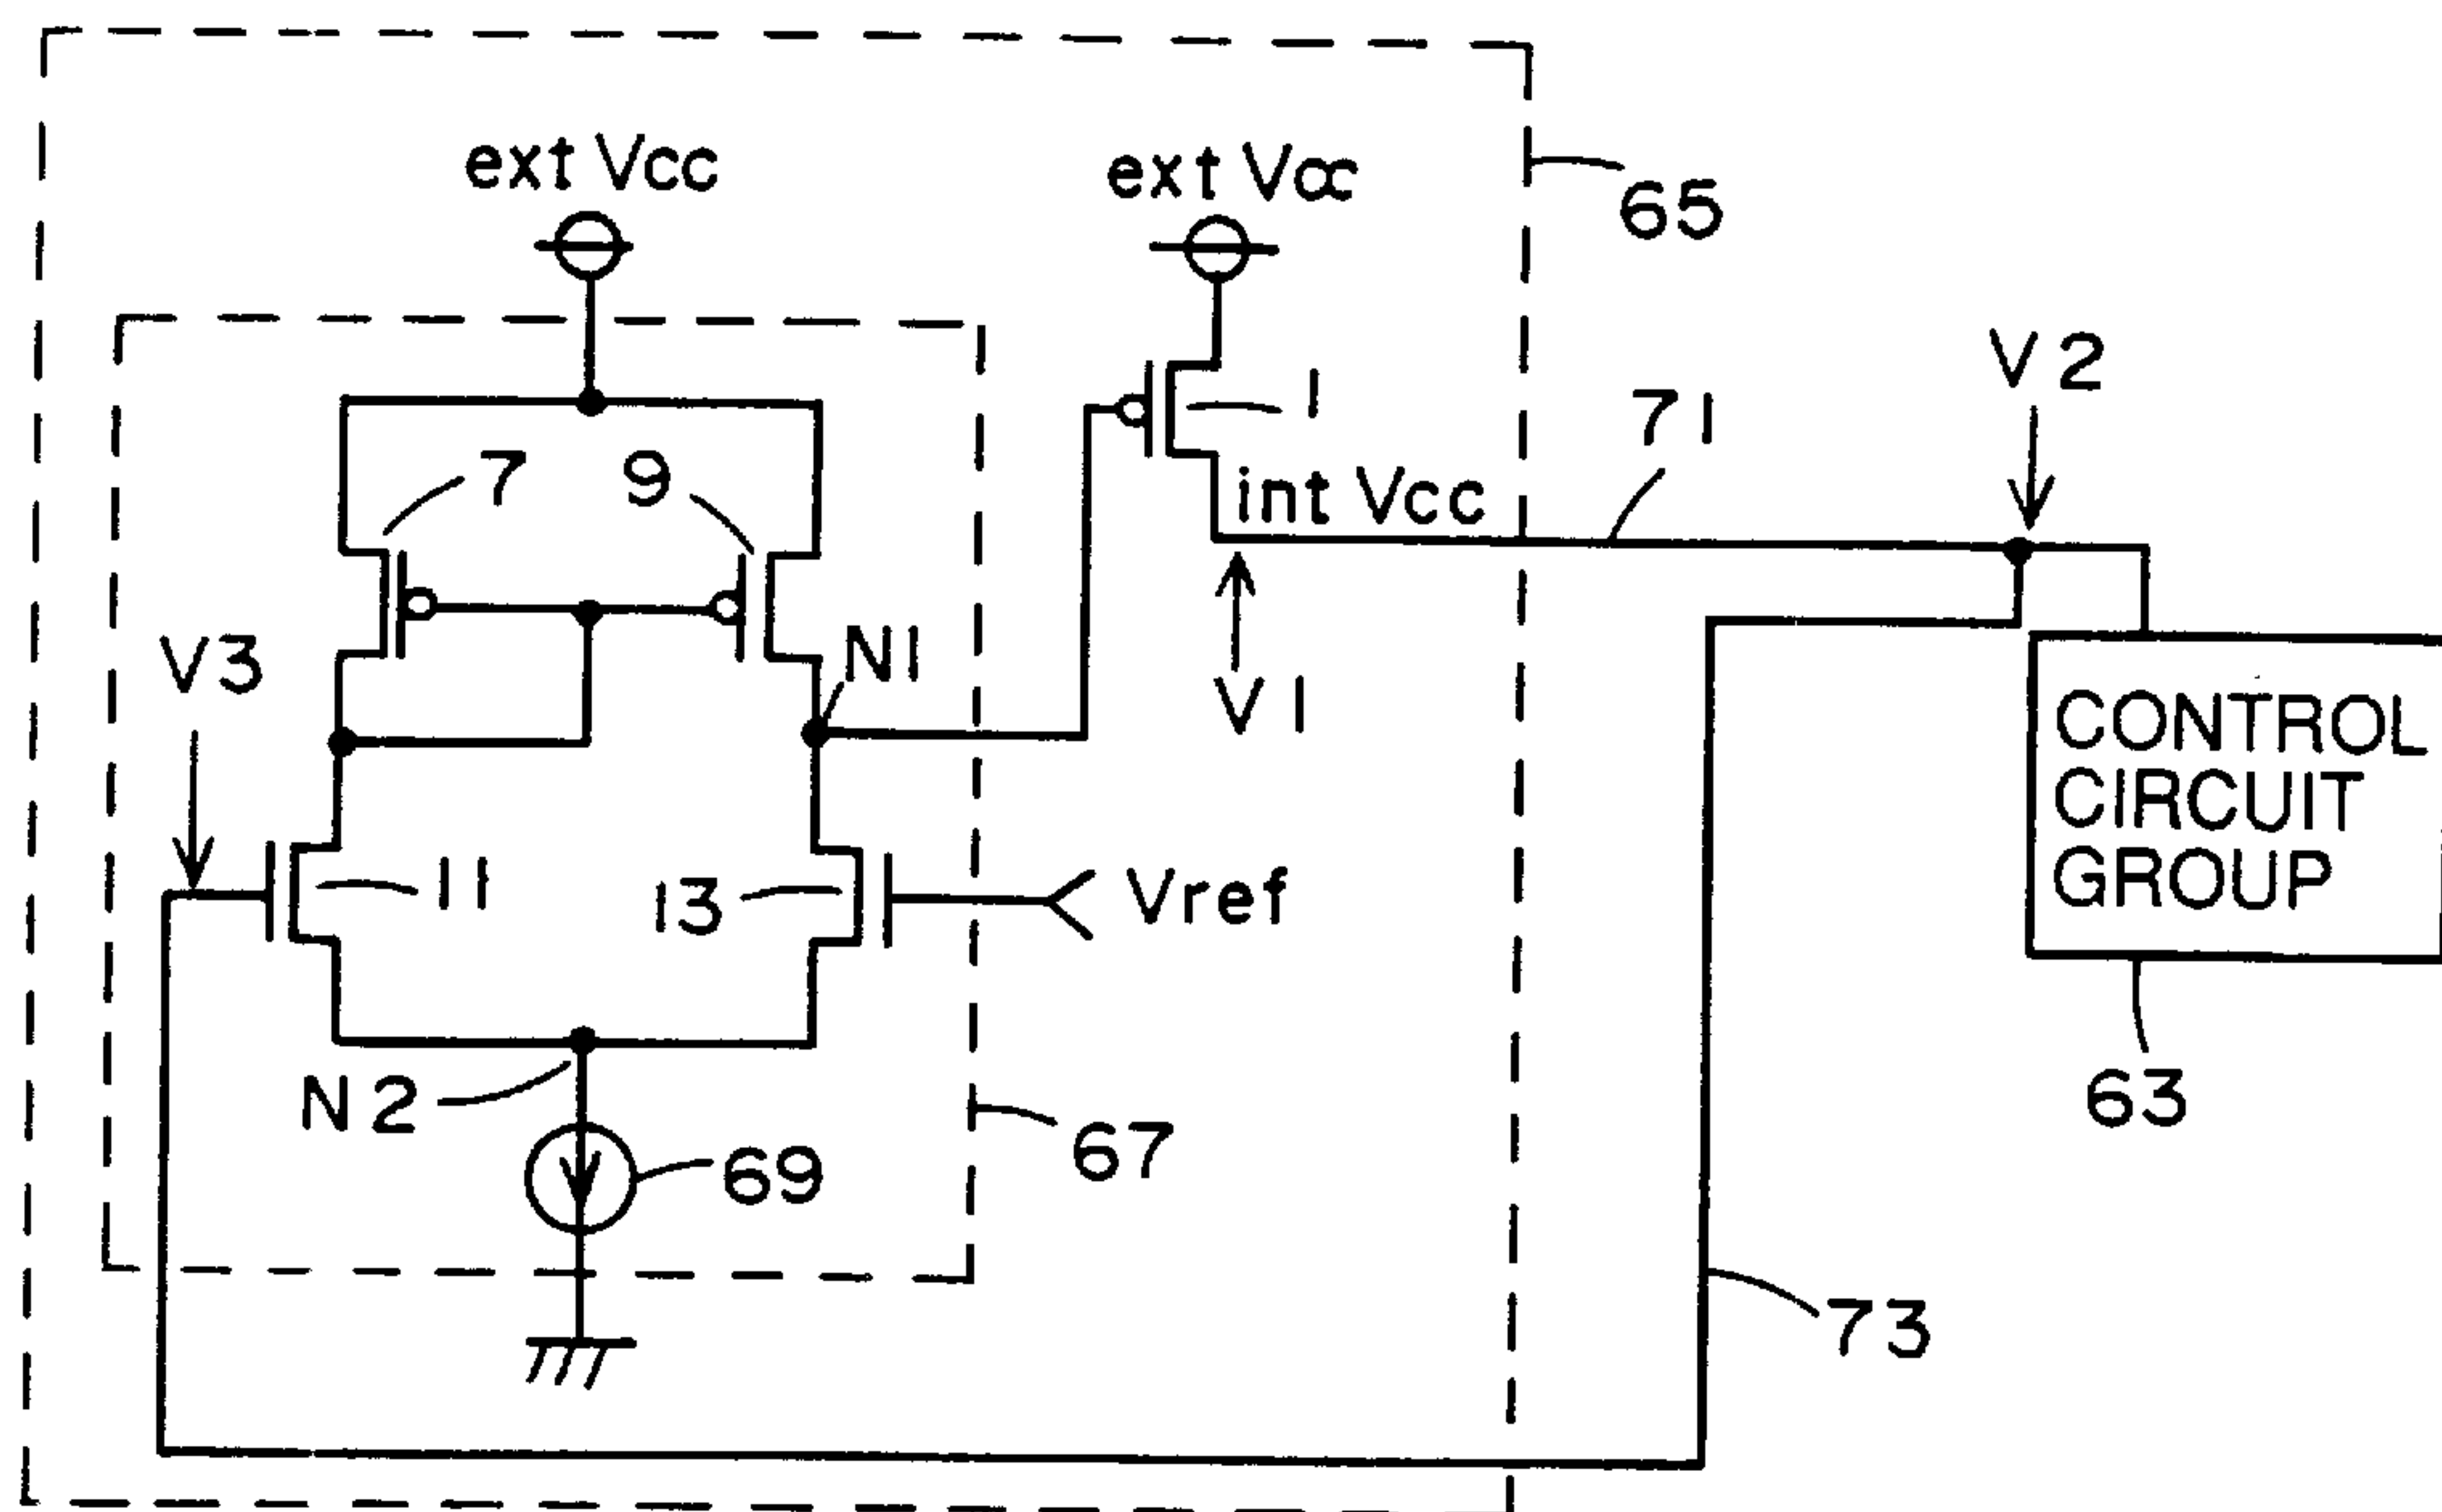 ext Vcc
ext Vcc
65
V2
71
1
7
9
int Vcc
V3
N1
V1
CONTROL
CIRCUIT
GROUP
11
13
Vref
N2
67
69
63
73